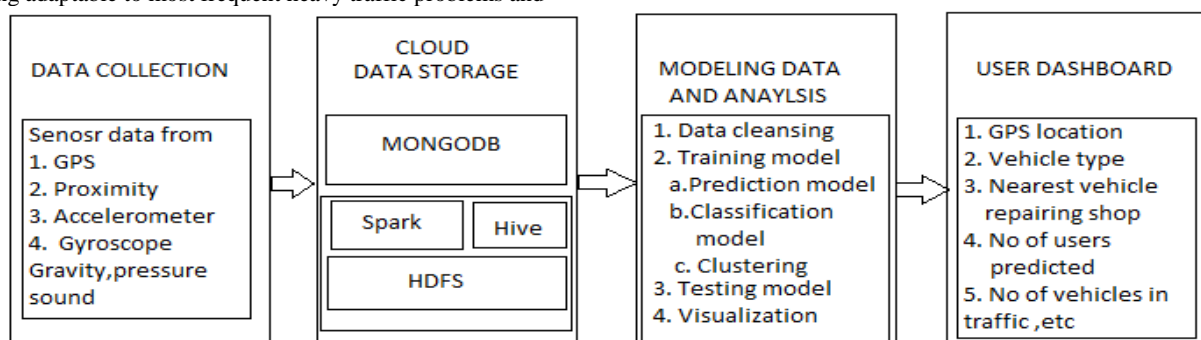 ng adaptable to most frequent heavy traffic problems and
DATA COLLECTION
Senosr data from
1. GPS
2. Proximity
3. Accelerometer
4. Gyroscope
Gravity,pressure
sound
CLOUD
DATA STORAGE
MONGODB
Spark
Hive
HDFS
MODELING DATA
AND ANAYLSIS
1. Data cleansing
2. Training model
a.Prediction model
b.Classification
model
c. Clustering
3. Testing model
4. Visualization
USER DASHBOARD
1. GPS location
2. Vehicle type
3. Nearest vehicle
repairing shop
4. No of users
predicted
5. No of vehicles in
traffic ,etc